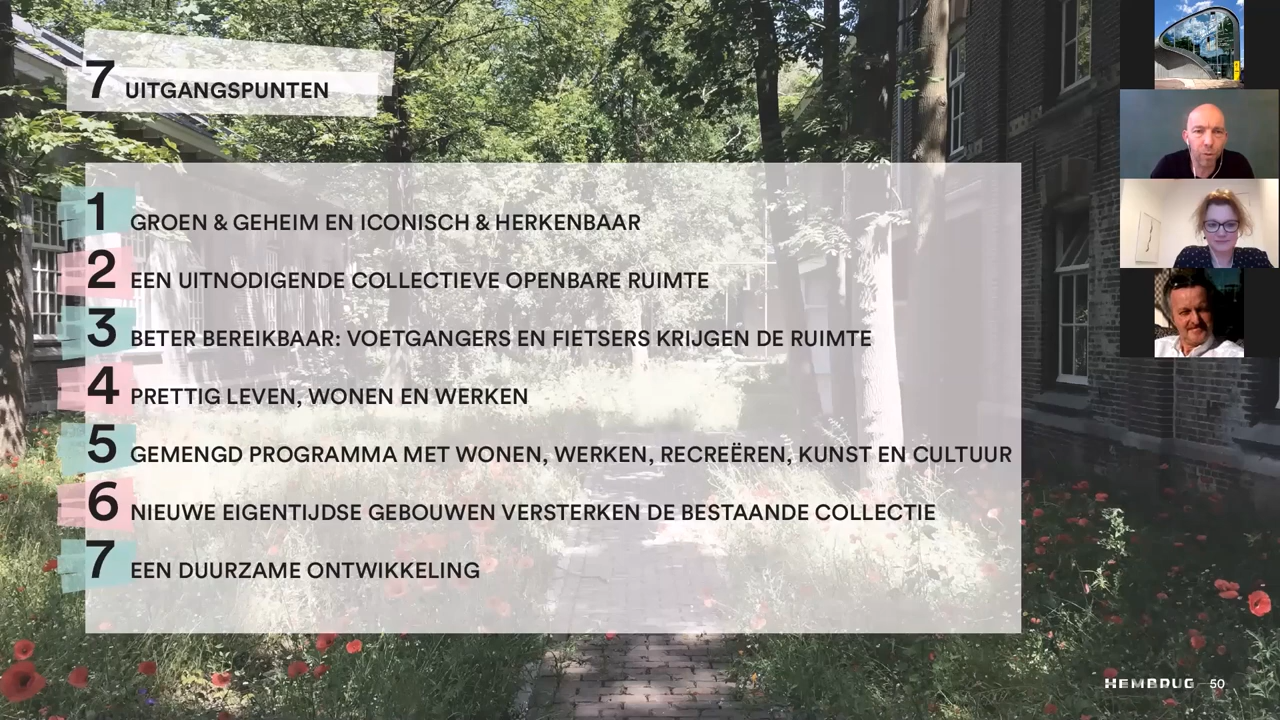 7 UITGANGSPUNTEN
1 GROEN & GEHEIM EN ICONISCH & HERKENBAAR
2 EEN UITNODIGENDE COLLECTIEVE OPENBARE RUIMTE
3 BETER BEREIKBAAR: VOETGANGERS EN FIETSERS KRIJGEN DE RUIMTE
4 PRETTIG LEVEN, WONEN EN WERKEN
5 GEMENGD PROGRAMMA MET WONEN, WERKEN, RECREËREN, KUNST EN CULTUUR
6 NIEUWE EIGENTIJDSE GEBOUWEN VERSTERKEN DE BESTAANDE COLLECTIE
7 EEN DUURZAME ONTWIKKELING
HEMBRUG 50